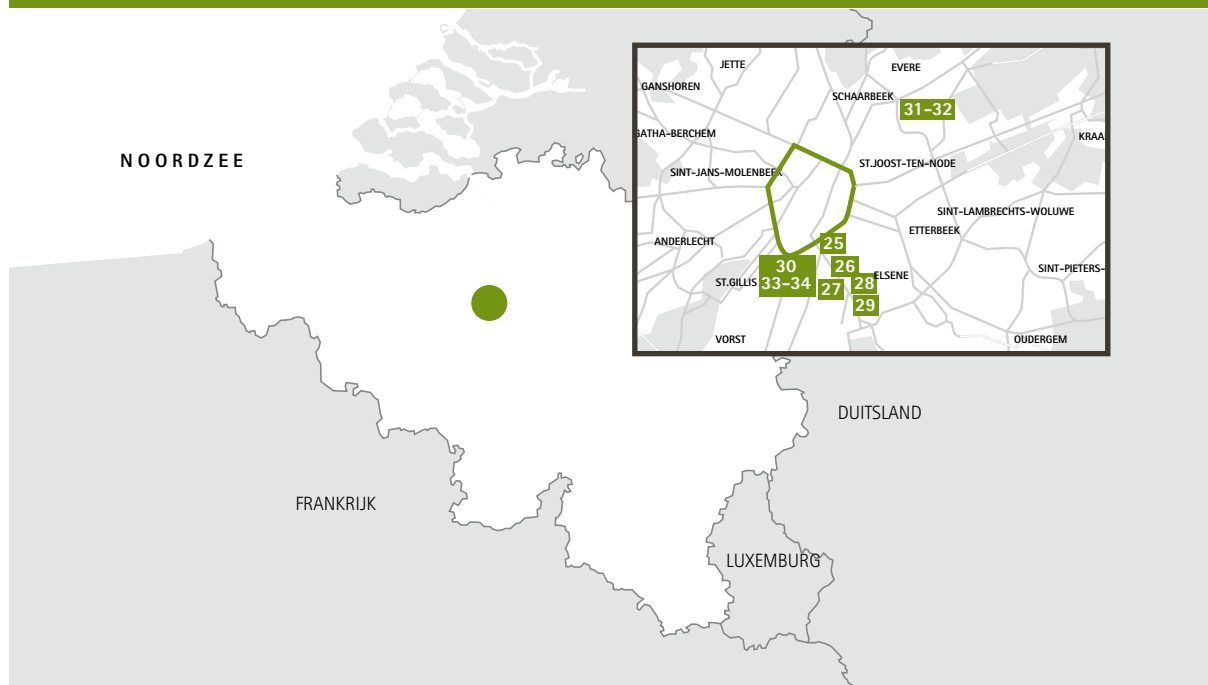 NOORDZEE
JETTE
EVERE
GANSHOREN
SCHAARBEEK
31-32
GATHA-BERCHEM
KRAA
ST.JOOST-TEN-NODE
SINT-JANS-MOLENBEEK
SINT-LAMBRECHTS-WOLUWE
ETTERBEEK
ANDERLECHT
25
26
SINT-PIETERS-
ST.GILLIS
30
33-34
27
28
ELSENE
29
VORST
OUDERGEM
DUITSLAND
FRANKRIJK
LUXEMBURG